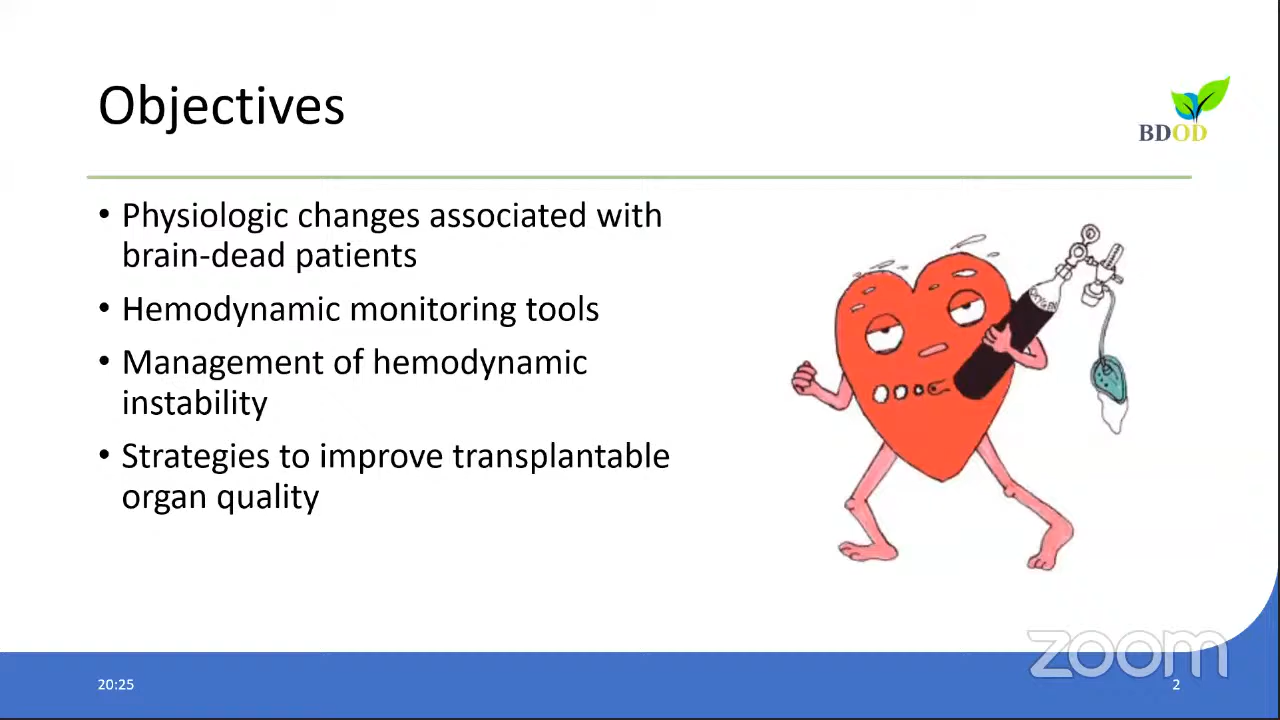 Objectives
BDOD
• Physiologic changes associated with
brain-dead patients
• Hemodynamic monitoring tools
• Management of hemodynamic
instability
• Strategies to improve transplantable
organ quality
zoom
20:25
2